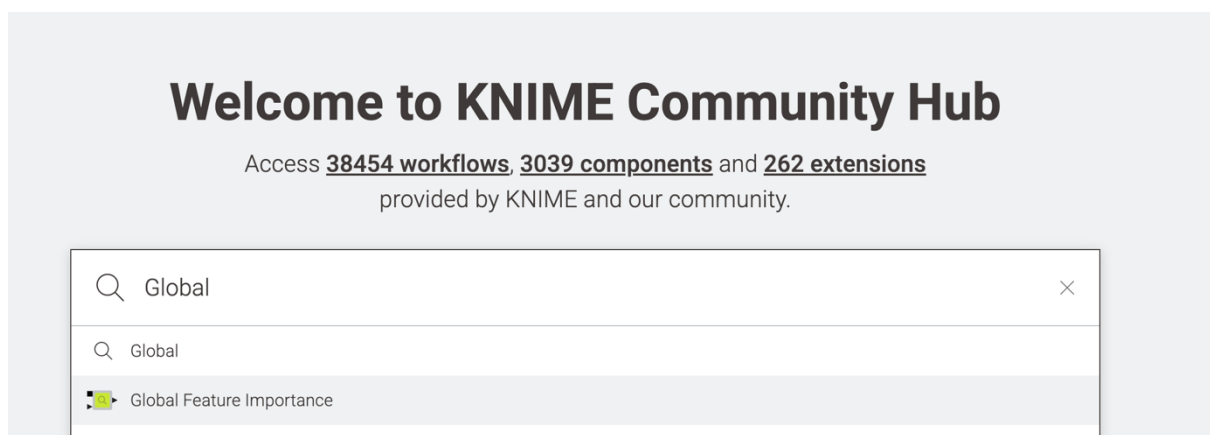 Welcome to KNIME Community Hub
Access 38454 workflows, 3039 components and 262 extensions
provided by KNIME and our community.
Global
Global
Global Feature Importance